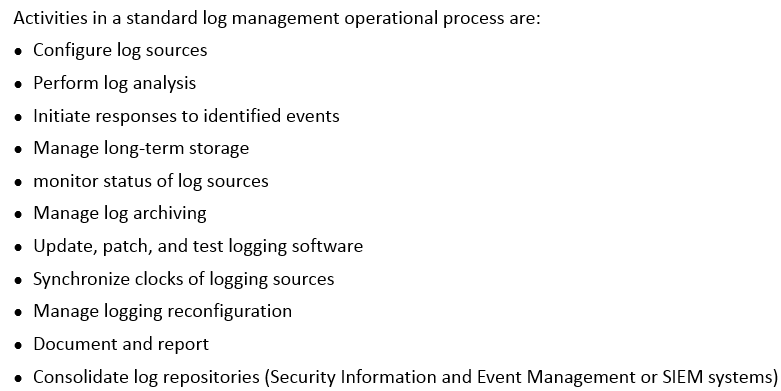 Activities in a standard log management operational process are:
• Configure log sources
• Perform log analysis
• Initiate responses to identified events
• Manage long-term storage
• monitor status of log sources
• Manage log archiving
• Update, patch, and test logging software
• Synchronize clocks of logging sources
• Manage logging reconfiguration
• Document and report
• Consolidate log repositories (Security Information and Event Management or SIEM systems)